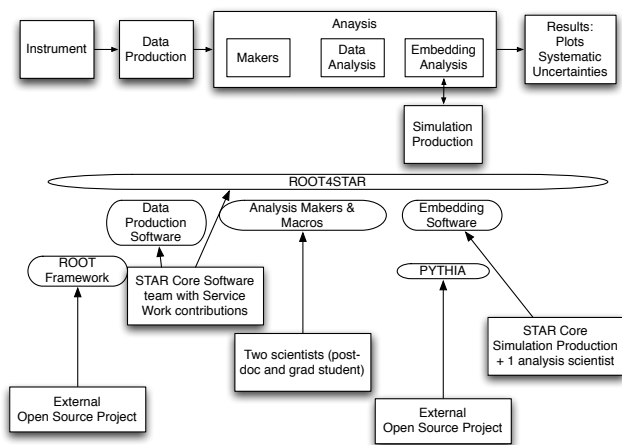 Anaysis
Instrument
Data
Production
Makers
Data
Analysis
Embedding
Analysis
Results:
Plots
Systematic
Uncertainties
Simulation
Production
ROOT4STAR
Data
Production
Software
Analysis Makers &
Macros
Embedding
Software
ROOT
Framework
STAR Core Software
team with Service
Work contributions
PYTHIA
STAR Core
Simulation Production
+ 1 analysis scientist
Two scientists (post-
doc and grad student)
External
Open Source Project
External
Open Source Project